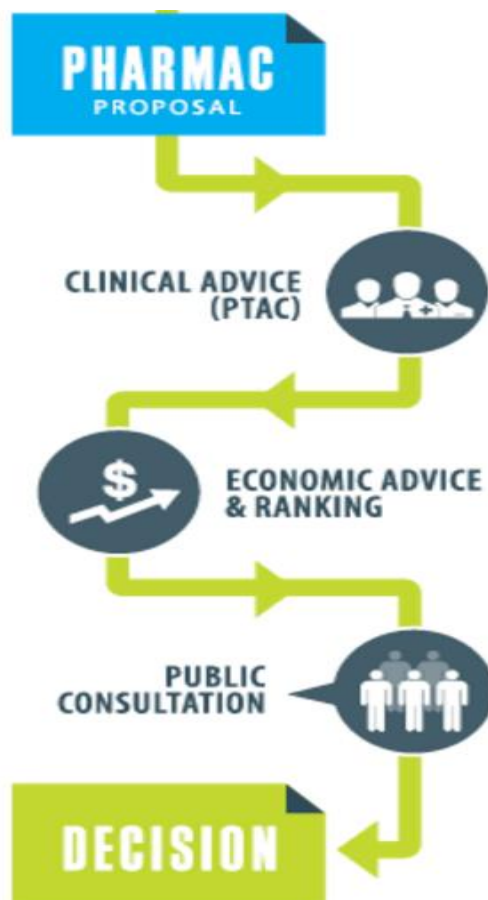 PHARMAC
PROPOSAL
CLINICAL ADVICE
(PTAC)
$
ECONOMIC ADVICE
& RANKING
PUBLIC
CONSULTATION
DECISION